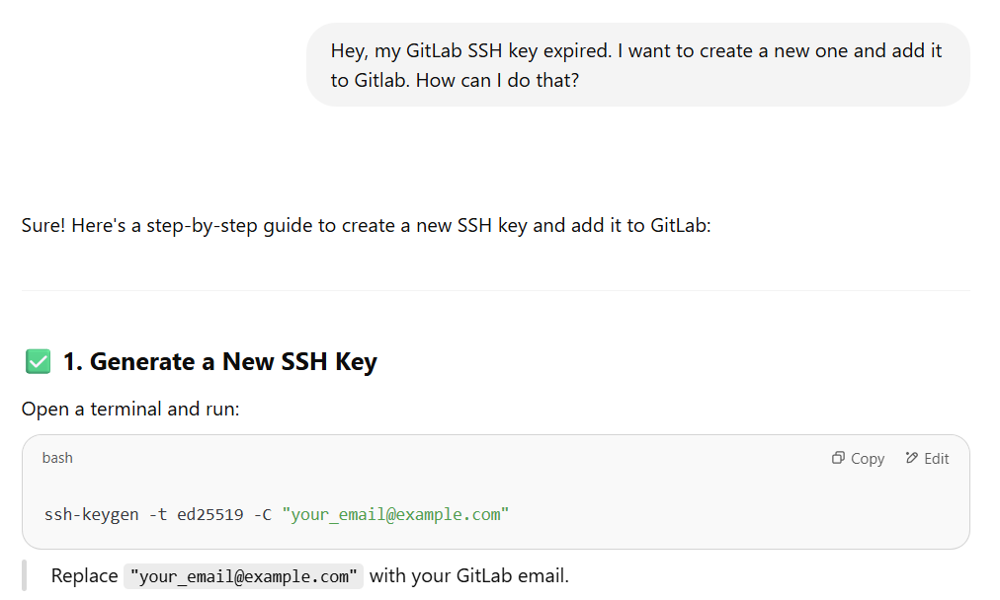 Hey, my GitLab SSH key expired. I want to create a new one and add it
to Gitlab. How can I do that?
Sure! Here's a step-by-step guide to create a new SSH key and add it to GitLab:
✅ 1. Generate a New SSH Key
Open a terminal and run:
bash Copy Edit
ssh-keygen -t ed25519 -C "your_email@example.com"
Replace "your_email@example.com" with your GitLab email.